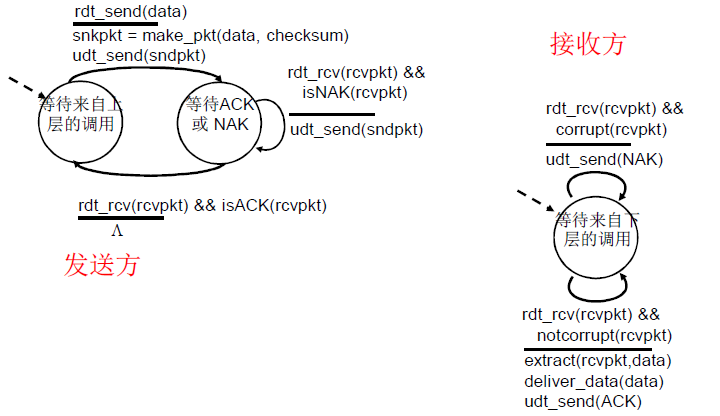 rdt_send(data)
snkpkt = make_pkt(data, checksum)
udt_send(sndpkt)
等待来自上
层的调用
等待ACK
或 NAK
rdt_rcv(rcvpkt) &&
isNAK(rcvpkt)
udt_send(sndpkt)
rdt_rcv(rcvpkt) && isACK(rcvpkt)
Λ
发送方
接收方
rdt_rcv(rcvpkt) &&
corrupt(rcvpkt)
udt_send(NAK)
等待来自下
层的调用
rdt_rcv(rcvpkt) &&
notcorrupt(rcvpkt)
extract(rcvpkt,data)
deliver_data(data)
udt_send(ACK)